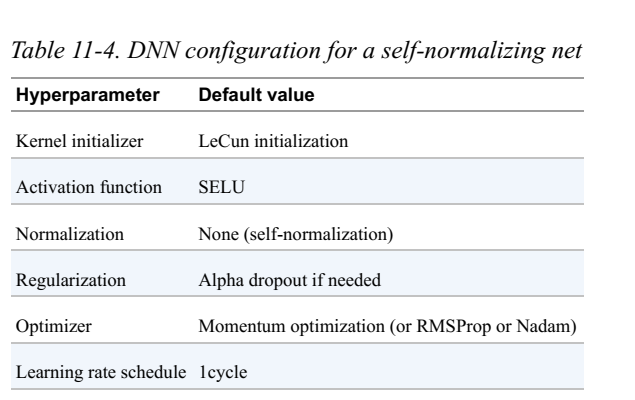 Table 11-4. DNN configuration for a self-normalizing net
Hyperparameter Default value
Kernel initializer LeCun initialization
Activation function SELU
Normalization None (self-normalization)
Regularization Alpha dropout if needed
Optimizer Momentum optimization (or RMSProp or Nadam)
Learning rate schedule 1cycle